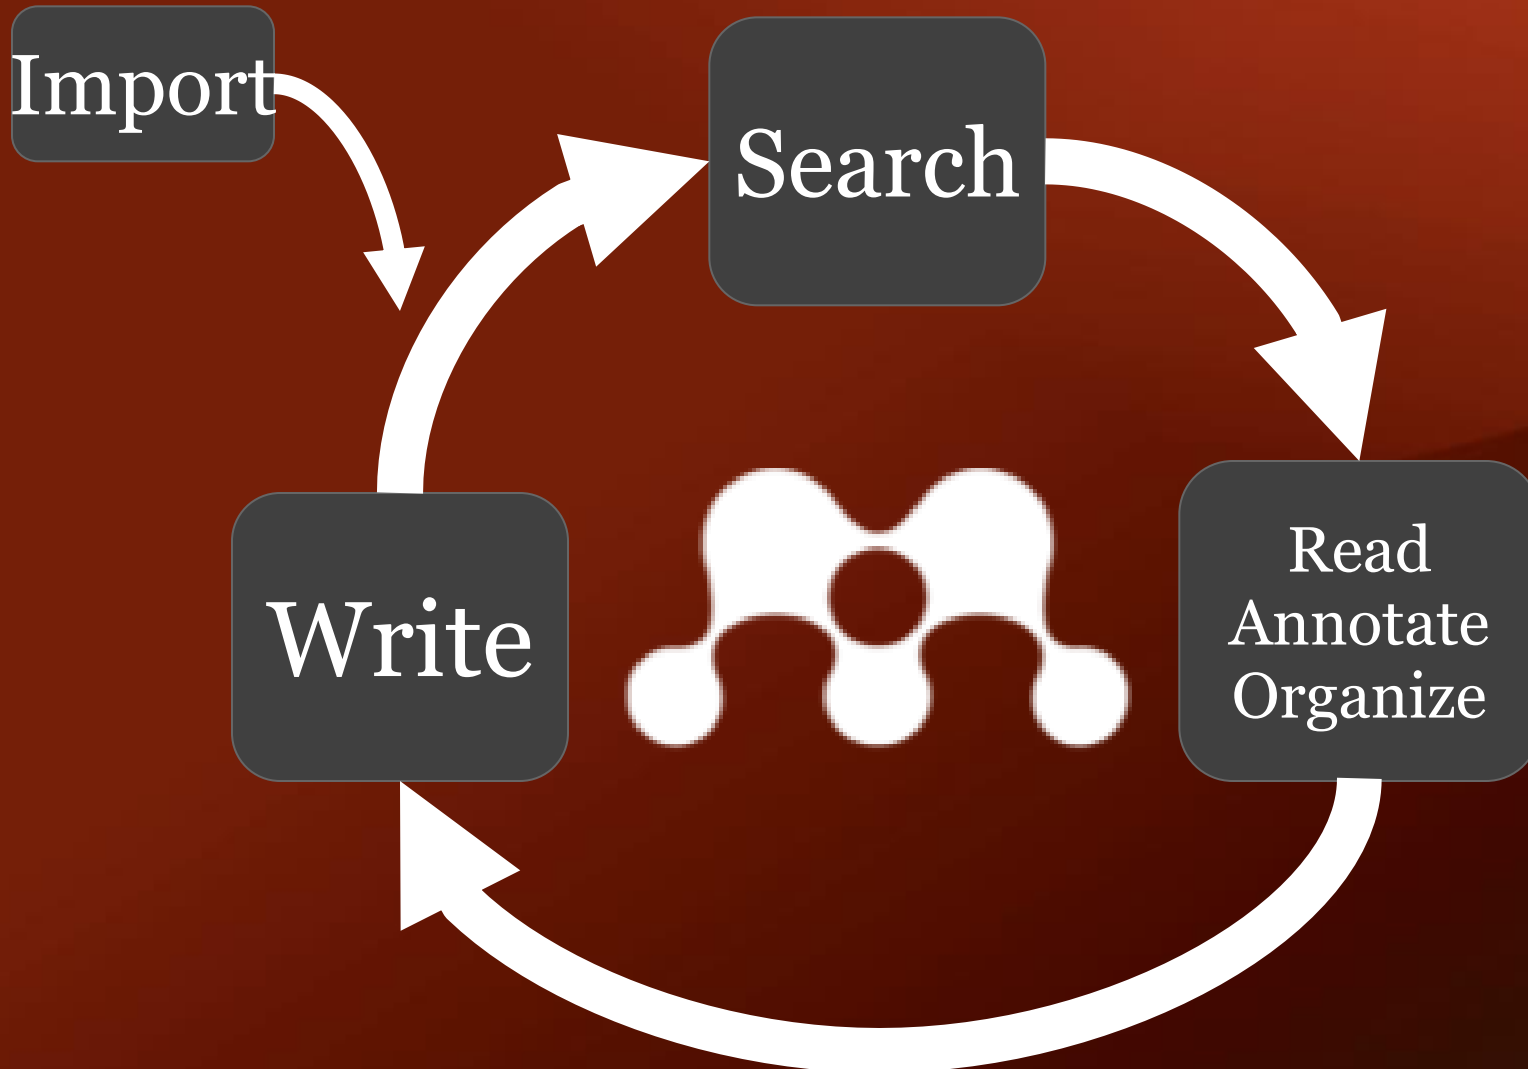 Import
Search
Read
Annotate
Organize
Write